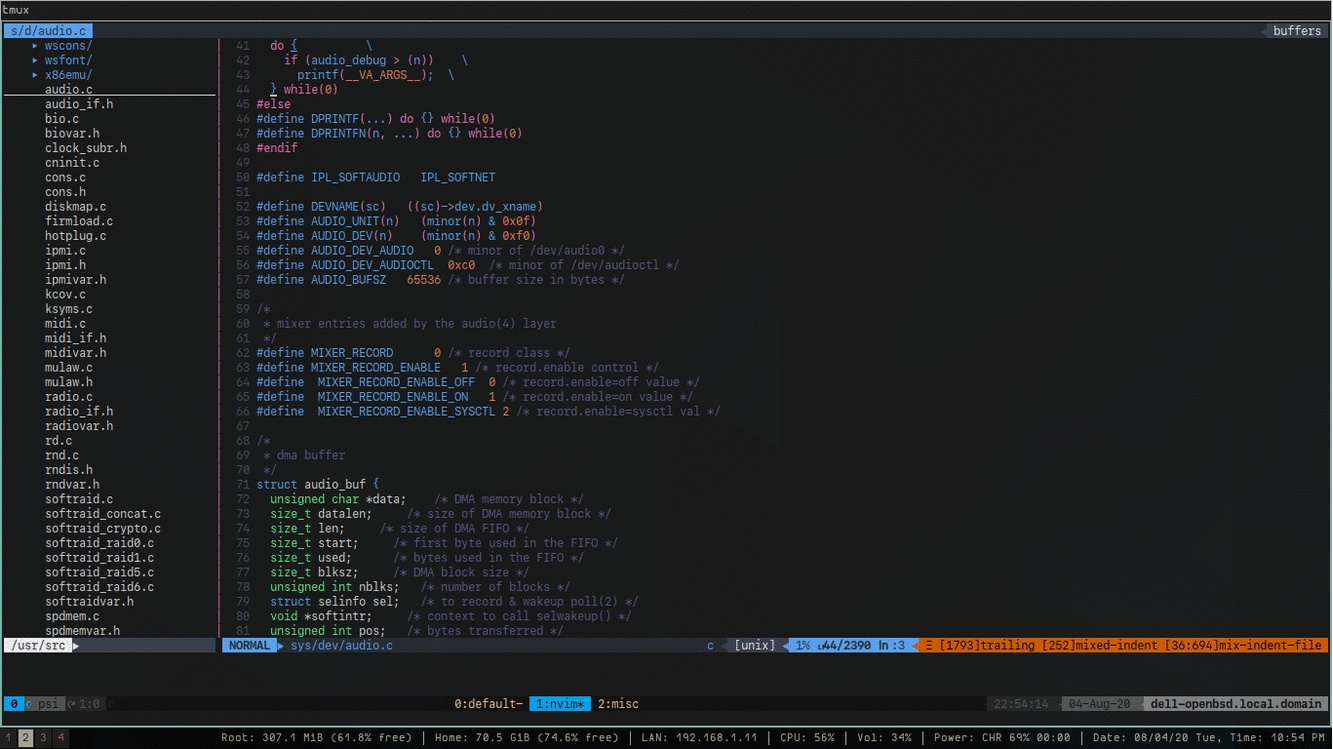 tmux
s/d/audio.c
buffers
▸ wscons/
▸ wsfont/
▸ x86emu/
audio.c
audio_if.h
bio.c
biovar.h
clock_subr.h
cninit.c
cons.c
cons.h
diskmap.c
firmload.c
hotplug.c
ipmi.c
ipmi.h
ipmivar.h
kcov.c
ksyms.c
midi.c
midi_if.h
midivar.h
mulaw.c
mulaw.h
radio.c
radio_if.h
radiovar.h
rd.c
rnd.c
rndis.h
rndvar.h
softraid.c
softraid_concat.c
softraid_crypto.c
softraid_raid0.c
softraid_raid1.c
softraid_raid5.c
softraid_raid6.c
softraidvar.h
spdmem.c
spdmemvar.h
41 do { \
42 if (audio_debug > (n)) \
43 printf(__VA_ARGS__); \
44 } while(0)
45 #else
46 #define DPRINTF(...) do {} while(0)
47 #define DPRINTFN(n, ...) do {} while(0)
48 #endif
49
50 #define IPL_SOFTAUDIO IPL_SOFTNET
51
52 #define DEVNAME(sc) ((sc)->dev.dv_xname)
53 #define AUDIO_UNIT(n) (minor(n) & 0x0f)
54 #define AUDIO_DEV(n) (minor(n) & 0xf0)
55 #define AUDIO_DEV_AUDIO 0 /* minor of /dev/audio0 */
56 #define AUDIO_DEV_AUDIOCTL 0xc0 /* minor of /dev/audioctl */
57 #define AUDIO_BUFSZ 65536 /* buffer size in bytes */
58
59 /*
60 * mixer entries added by the audio(4) layer
61 */
62 #define MIXER_RECORD 0 /* record class */
63 #define MIXER_RECORD_ENABLE 1 /* record.enable control */
64 #define MIXER_RECORD_ENABLE_OFF 0 /* record.enable=off value */
65 #define MIXER_RECORD_ENABLE_ON 1 /* record.enable=on value */
66 #define MIXER_RECORD_ENABLE_SYSCTL 2 /* record.enable=sysctl val */
67
68 /*
69 * dma buffer
70 */
71 struct audio_buf {
72 unsigned char *data; /* DMA memory block */
73 size_t datalen; /* size of DMA memory block */
74 size_t len; /* size of DMA FIFO */
75 size_t start; /* first byte used in the FIFO */
76 size_t used; /* bytes used in the FIFO */
77 size_t blksz; /* DMA block size */
78 unsigned int nblks; /* number of blocks */
79 struct selinfo sel; /* to record & wakeup poll(2) */
80 void *softintr; /* context to call selwakeup() */
81 unsigned int pos; /* bytes transferred */
/usr/src
NORMAL sys/dev/audio.c c [unix] 1% 44/2390 ln :3 Ξ [1793]trailing [252]mixed-indent [36:694]mix-indent-file
0 psi 1:0 0:default- 1:nvim* 2:misc 22:54:14 04-Aug-20 dell-openbsd.local.domain
1 2 3 4 Root: 307.1 MiB (61.8% free) | Home: 70.5 GiB (74.6% free) | LAN: 192.168.1.11 | CPU: 56% | Vol: 34% | Power: CHR 69% 00:00 | Date: 08/04/20 Tue, Time: 10:54 PM